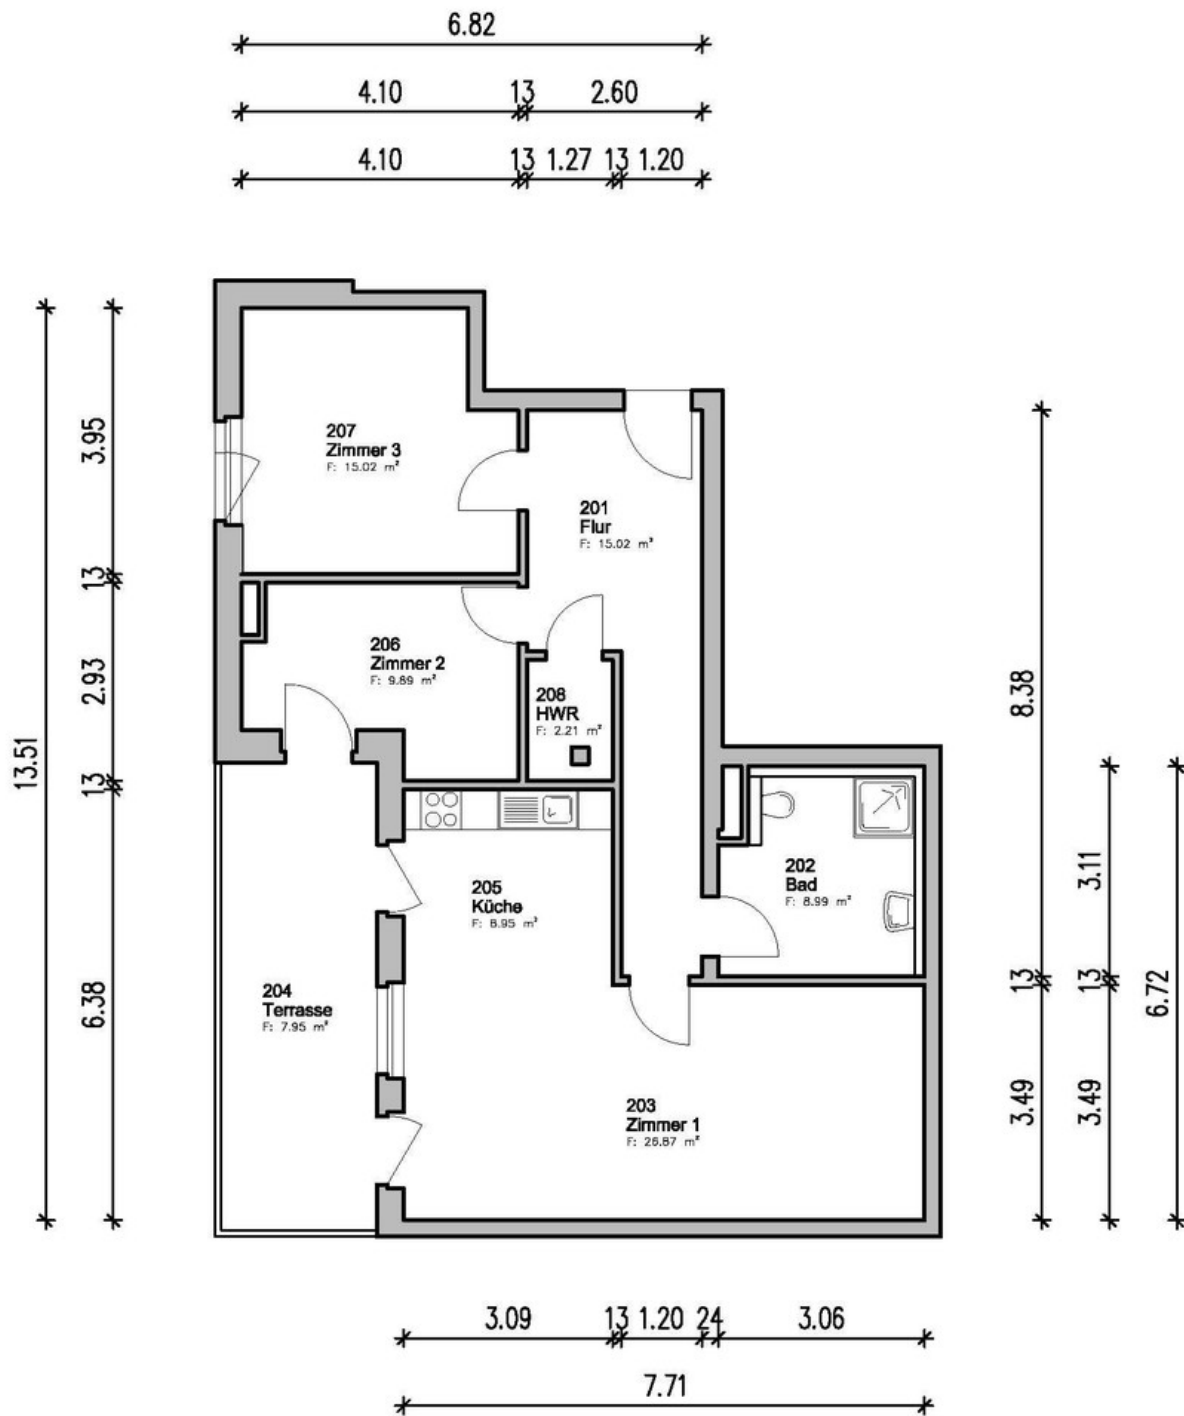 6.82
4.10 13 2.60
4.10 13 1.27 13 1.20
207
Zimmer 3
F: 15.02 m²
201
Flur
F: 15.02 m²
206
Zimmer 2
F: 9.89 m²
208
HWR
F: 2.21 m²
202
Bad
F: 8.99 m²
205
Küche
F: 8.95 m²
204
Terrasse
F: 7.95 m²
203
Zimmer 1
F: 26.87 m²
13.51
3.95
13
2.93
13
6.38
8.38
13
3.49
3.11
13
3.49
6.72
3.09 13 1.20 24 3.06
7.71